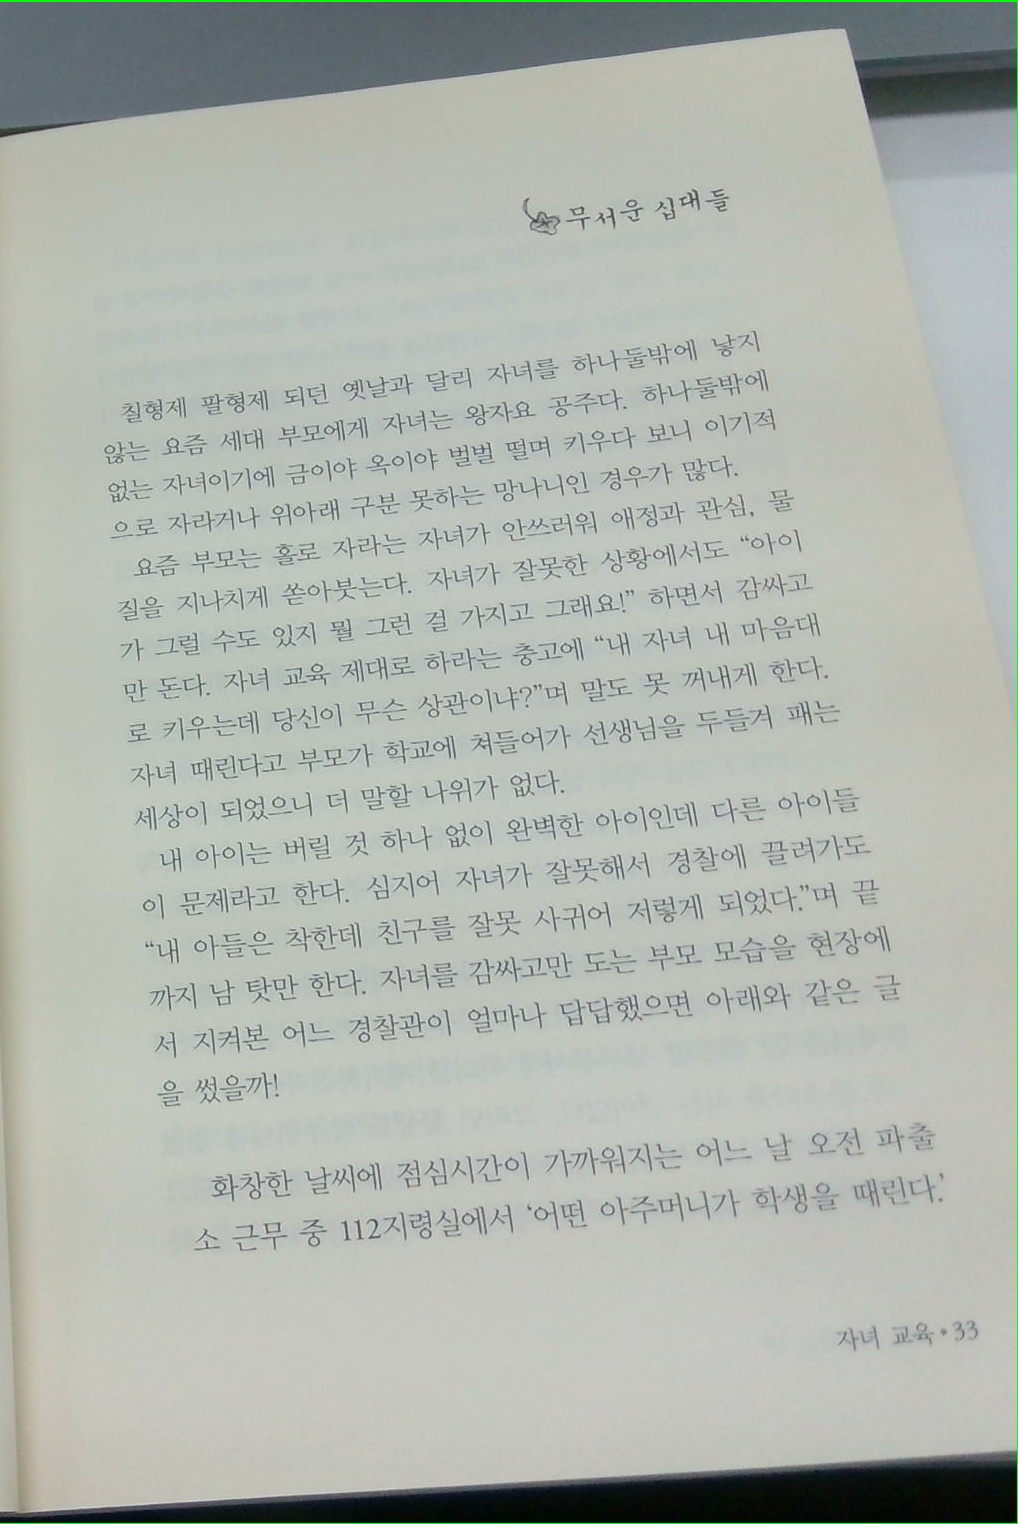 무서운 십대들
칠형제 팔형제 되던 옛날과 달리 자녀를 하나둘밖에 낳지
않는 요즘 세대 부모에게 자녀는 왕자요 공주다. 하나둘밖에
없는 자녀이기에 금이야 옥이야 벌벌 떨며 키우다 보니 이기적
으로 자라거나 위아래 구분 못하는 망나니인 경우가 많다.
요즘 부모는 홀로 자라는 자녀가 안쓰러워 애정과 관심, 물
질을 지나치게 쏟아붓는다. 자녀가 잘못한 상황에서도 “아이
가 그럴 수도 있지 뭘 그런 걸 가지고 그래요!” 하면서 감싸고
만 돈다. 자녀 교육 제대로 하라는 충고에 “내 자녀 내 마음대
로 키우는데 당신이 무슨 상관이냐?”며 말도 못 꺼내게 한다.
자녀 때린다고 부모가 학교에 쳐들어가 선생님을 두들겨 패는
세상이 되었으니 더 말할 나위가 없다.
내 아이는 버릴 것 하나 없이 완벽한 아이인데 다른 아이들
이 문제라고 한다. 심지어 자녀가 잘못해서 경찰에 끌려가도
“내 아들은 착한데 친구를 잘못 사귀어 저렇게 되었다.”며 끝
까지 남 탓만 한다. 자녀를 감싸고만 도는 부모 모습을 현장에
서 지켜본 어느 경찰관이 얼마나 답답했으면 아래와 같은 글
을 썼을까!
화창한 날씨에 점심시간이 가까워지는 어느 날 오전 파출
소 근무 중 112지령실에서 ‘어떤 아주머니가 학생을 때린다.’
자녀 교육 • 33